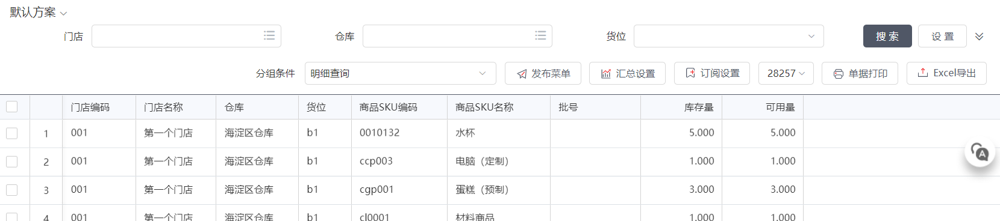 默认方案
门店 仓库 货位 搜 索 设 置
分组条件 明细查询 发布菜单 汇总设置 订阅设置 28257 单据打印 Excel导出
门店编码 门店名称 仓库 货位 商品SKU编码 商品SKU名称 批号 库存量 可用量
1 001 第一个门店 海淀区仓库 b1 0010132 水杯 5.000 5.000
2 001 第一个门店 海淀区仓库 b1 ccp003 电脑（定制） 1.000 1.000
3 001 第一个门店 海淀区仓库 b1 cgp001 蛋糕（预制） 3.000 3.000
4 001 第一个门店 海淀区仓库 b1 cl0001 材料商品 1.000 1.000
A